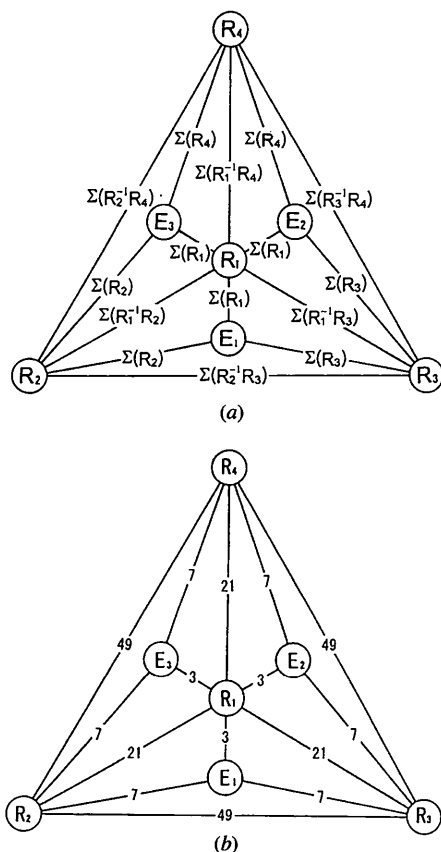 R₄
Σ(R₄) Σ(R₄)
Σ(R₁⁻¹R₄)
Σ(R₂⁻¹R₄) Σ(R₃⁻¹R₄)
E₃ E₂
Σ(R₁) Σ(R₁)
R₁
Σ(R₂) Σ(R₃)
Σ(R₁)
Σ(R₁⁻¹R₂) Σ(R₁⁻¹R₃)
E₁
Σ(R₂) Σ(R₃)
R₂ R₃
Σ(R₂⁻¹R₃)
(a)
R₄
7 21 7
49 49
E₃ E₂
3 3
R₁
7 7
3
21 21
E₁
7 7
R₂ R₃
49
(b)